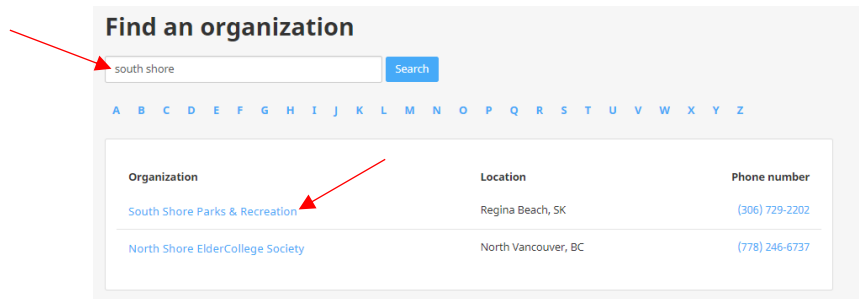 Find an organization
south shore Search
A B C D E F G H I J K L M N O P Q R S T U V W X Y Z
Organization Location Phone number
South Shore Parks & Recreation Regina Beach, SK (306) 729-2202
North Shore ElderCollege Society North Vancouver, BC (778) 246-6737